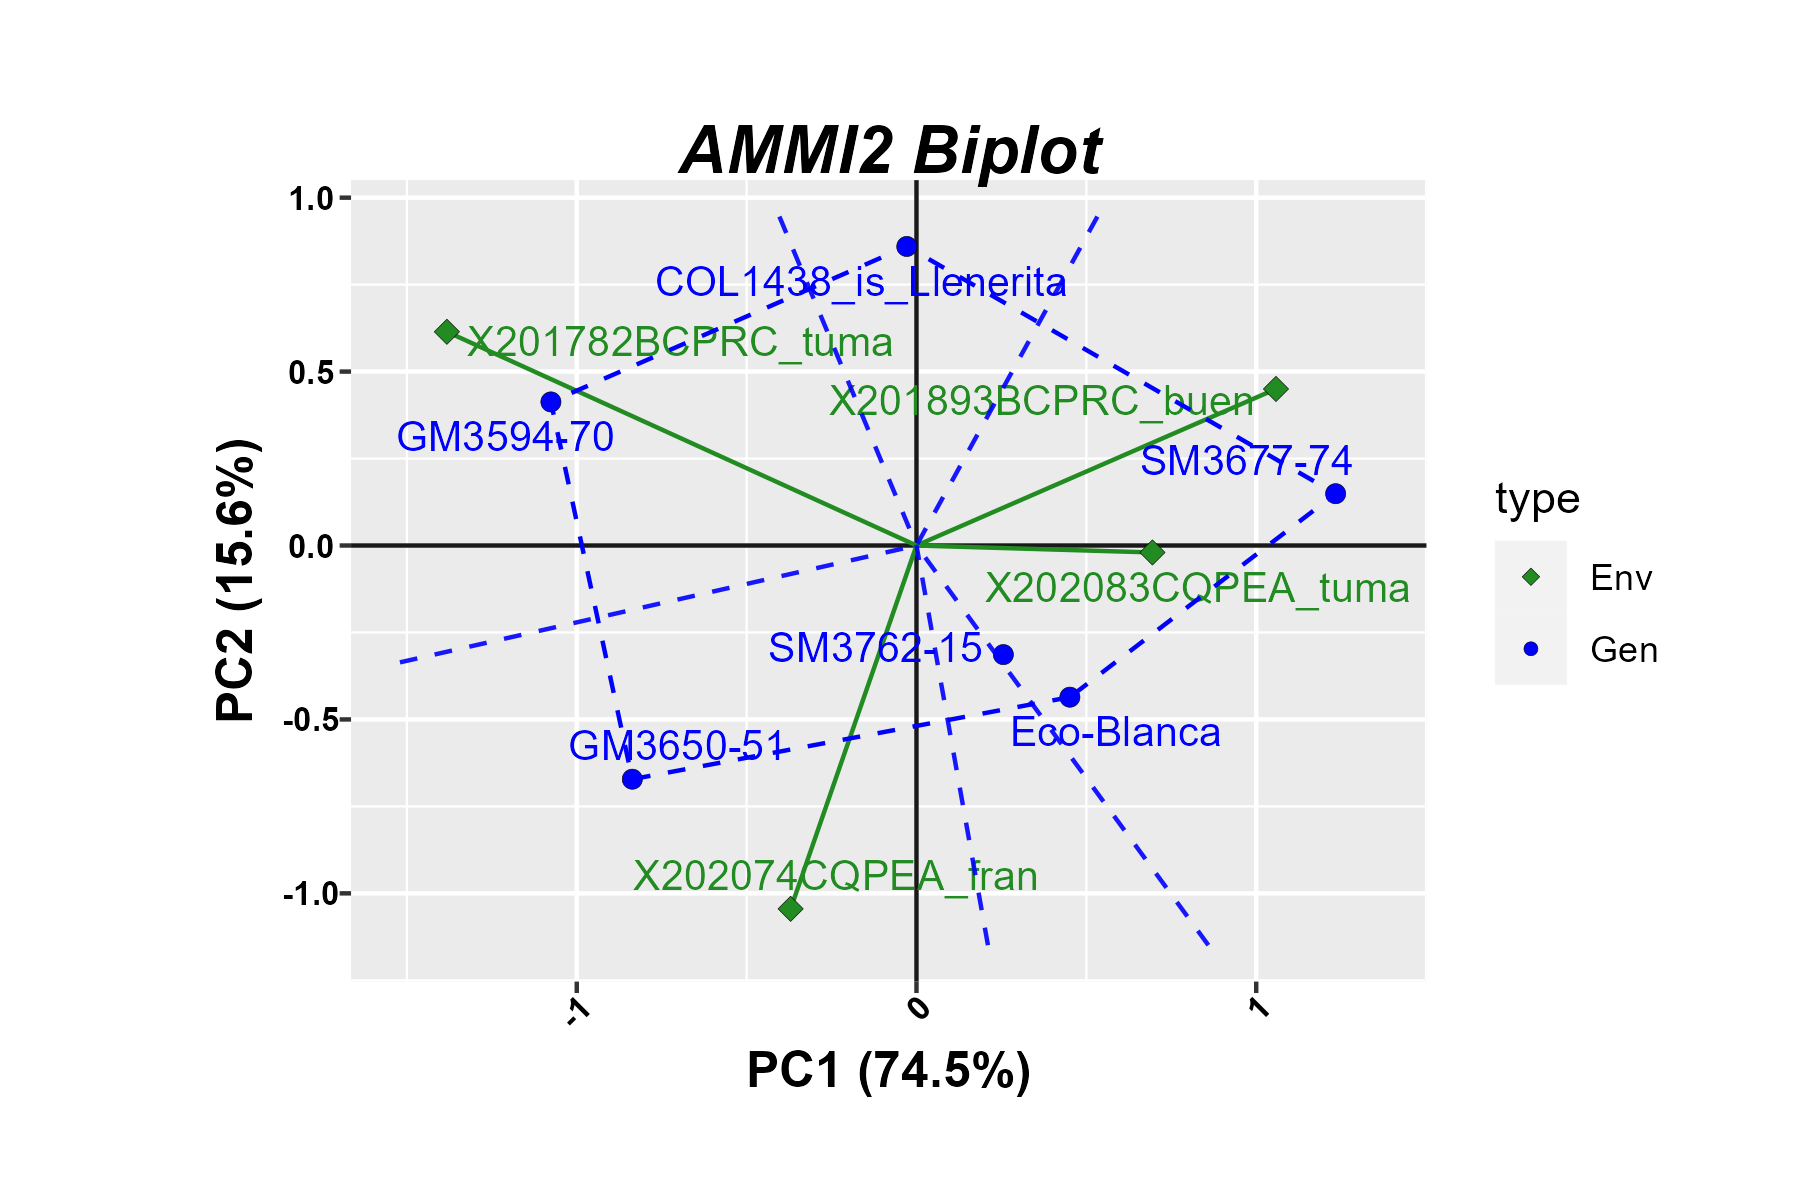 AMMI2 Biplot
1.0
COL1438_is_Llenerita
X201782BCPRC_tuma
0.5
X201893BCPRC_buen
GM3594-70
SM3677-74
type
0.0
Env
X202083CQPEA_tuma
SM3762-15
Gen
-0.5
Eco-Blanca
GM3650-51
X202074CQPEA_fran
-1.0
PC2 (15.6%)
-1
0
1
PC1 (74.5%)